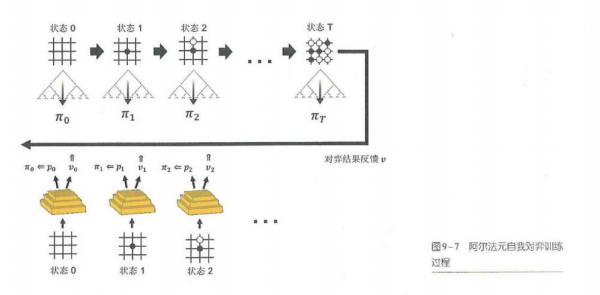 状态 0 状态 1 状态 2 状态 T
π0 π1 π2 πT
对弈结果反馈 v
π0 ⇐ p0 v0 π1 ⇐ p1 v1 π2 ⇐ p2 v2
状态 0 状态 1 状态 2
图9-7 阿尔法元自我对弈训练
过程